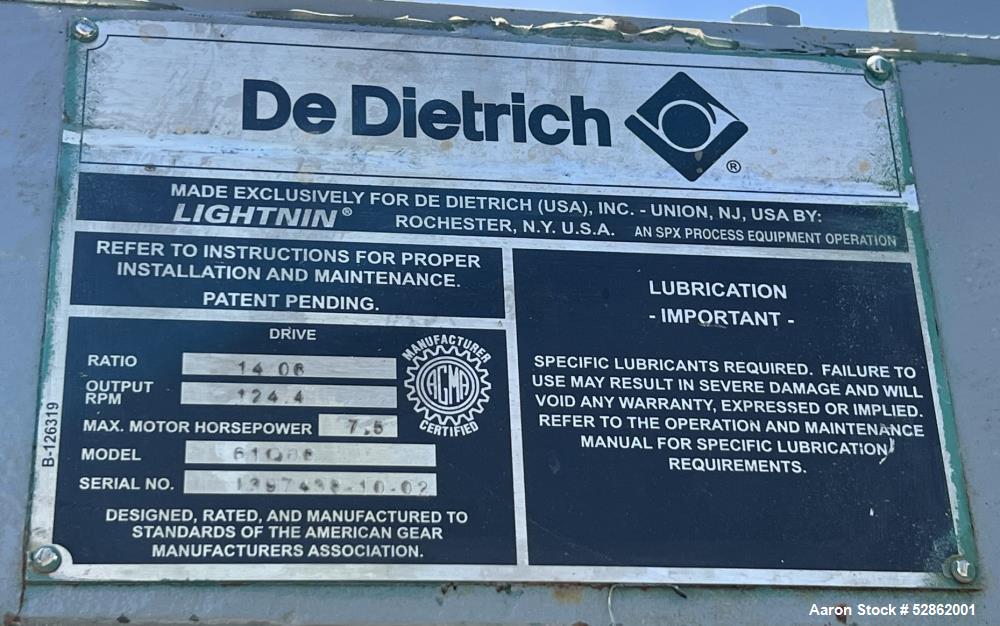 De Dietrich ®
MADE EXCLUSIVELY FOR DE DIETRICH (USA), INC. - UNION, NJ, USA BY:
LIGHTNIN® ROCHESTER, N.Y. U.S.A. AN SPX PROCESS EQUIPMENT OPERATION
REFER TO INSTRUCTIONS FOR PROPER
INSTALLATION AND MAINTENANCE.
PATENT PENDING.
DRIVE
RATIO 14.06
OUTPUT
RPM 124.4
MAX. MOTOR HORSEPOWER 7.5
MODEL
SERIAL NO.
MANUFACTURER
AGMA
CERTIFIED
DESIGNED, RATED, AND MANUFACTURED TO
STANDARDS OF THE AMERICAN GEAR
MANUFACTURERS ASSOCIATION.
B-126319
LUBRICATION
- IMPORTANT -
SPECIFIC LUBRICANTS REQUIRED. FAILURE TO
USE MAY RESULT IN SEVERE DAMAGE AND WILL
VOID ANY WARRANTY, EXPRESSED OR IMPLIED.
REFER TO THE OPERATION AND MAINTENANCE
MANUAL FOR SPECIFIC LUBRICATION
REQUIREMENTS.
Aaron Stock # 52862001